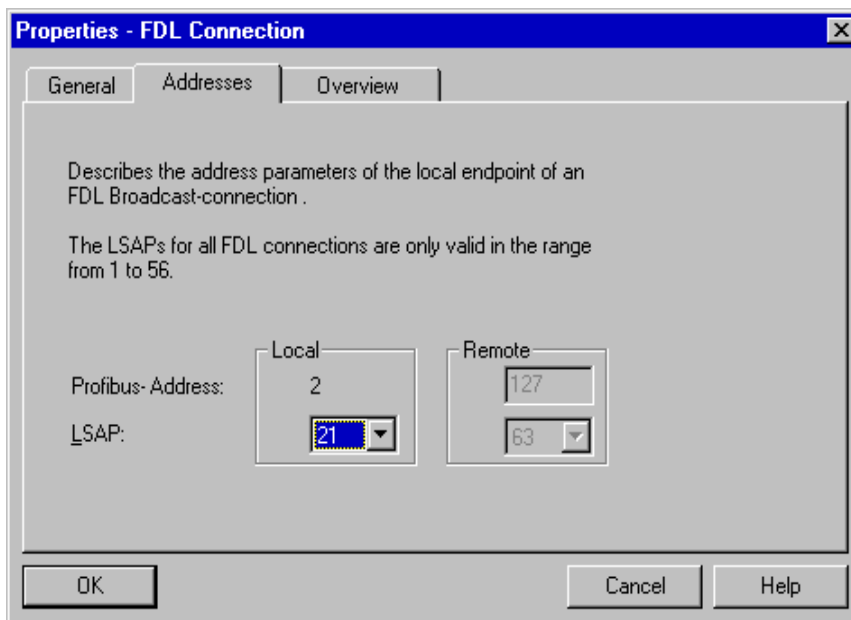 Properties - FDL Connection
General Addresses Overview
Describes the address parameters of the local endpoint of an
FDL Broadcast-connection .
The LSAPs for all FDL connections are only valid in the range
from 1 to 56.
Local Remote
Profibus- Address: 2 127
LSAP: 21 63
OK Cancel Help